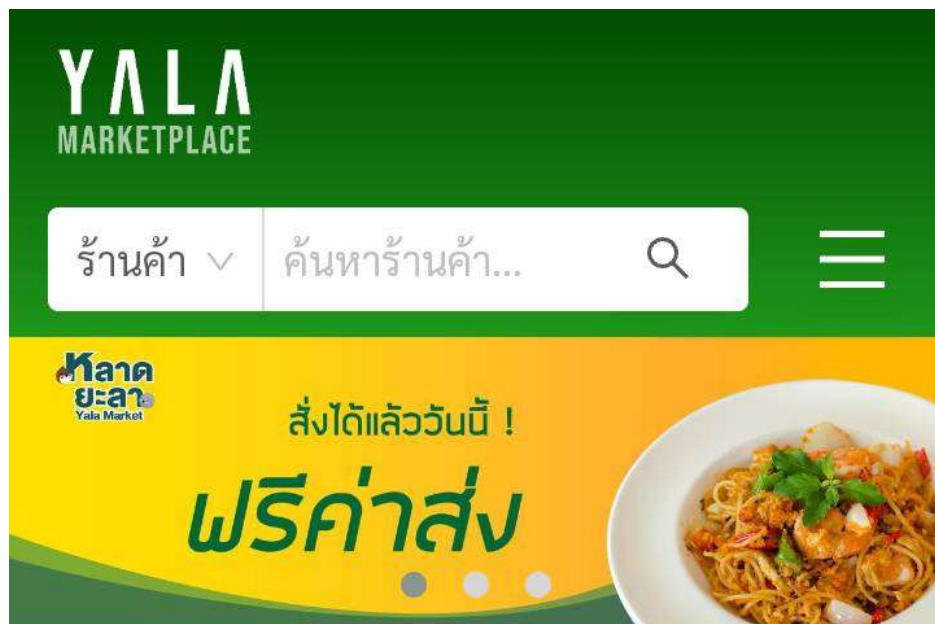 YALA
MARKETPLACE
ร้านค้า ค้นหาร้านค้า...
หลาด
ยะลา
Yala Market
สั่งได้แล้ววันนี้ !
ฟรีค่าส่ง